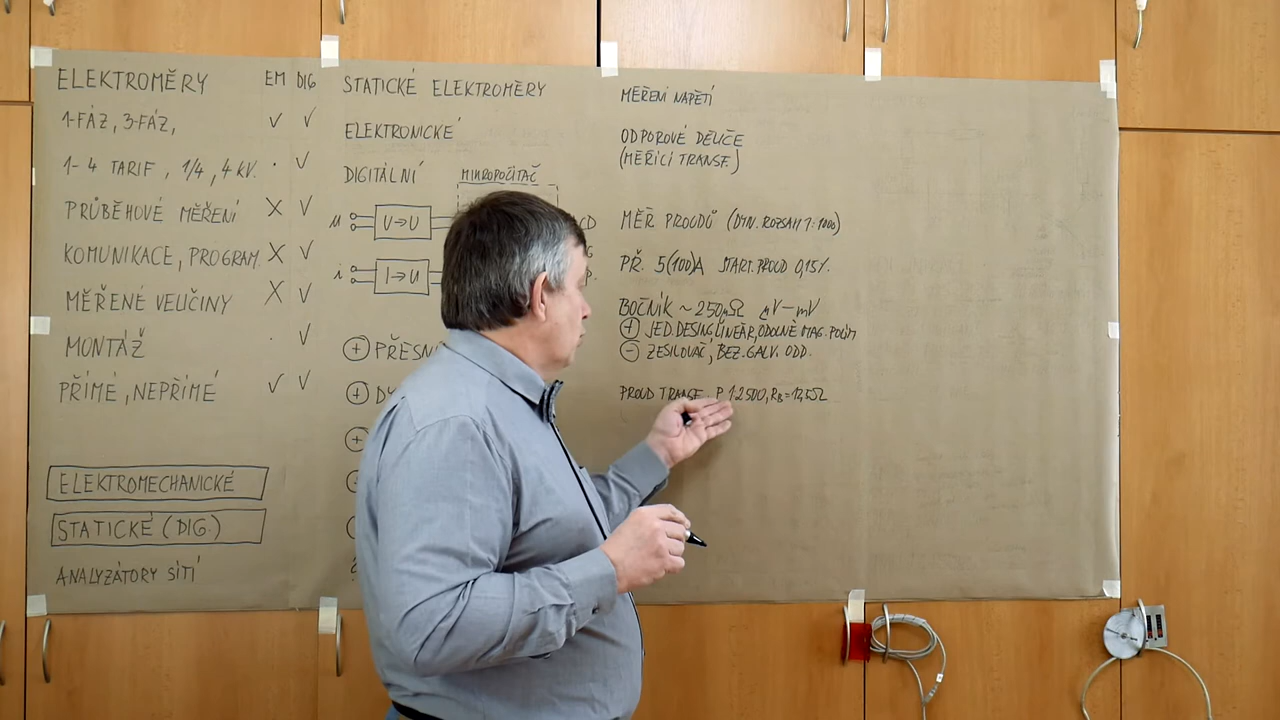 ELEKTROMĚRY EM DIG
1-FÁZ, 3-FÁZ, ✓ ✓
1- 4 TARIF, 1/4, 4 KV. · ✓
PRŮBĚHOVÉ MĚŘENÍ X ✓
KOMUNIKACE, PROGRAM. X ✓
MĚŘENÉ VELIČINY X ✓
MONTÁŽ · ✓
PŘÍMÉ, NEPŘÍMÉ ✓ ✓
ELEKTROMECHANICKÉ
STATICKÉ (DIG.)
ANALYZÁTORY SÍTÍ
STATICKÉ ELEKTROMĚRY
ELEKTRONICKÉ
DIGITÁLNÍ MIKROPOČÍTAČ
u U→U
i I→U
+ PŘESN
+
+
MĚŘENÍ NAPĚTÍ
ODPOROVÉ DĚLIČE
(MĚŘÍCÍ TRANSF.)
MĚŘ PROUDŮ (DYN. ROZSAH 1:1000)
PŘ. 5(100)A START. PROUD 0,15%.
BOČNÍK ~ 250µΩ µV-mV
+ JED. DESING, LINEAR, ODOLNÉ MAG. POLÍM
- ZESILOVAČ, BEZ. GALV. ODD.
PROUD TRANSF. P 1:2500, RB=12,5Ω